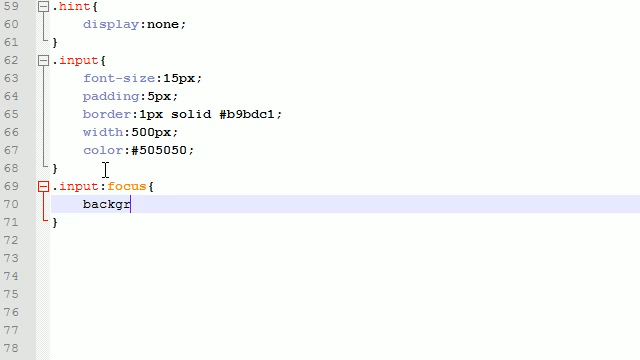 59 .hint{
60 display:none;
61 }
62 .input{
63 font-size:15px;
64 padding:5px;
65 border:1px solid #b9bdc1;
66 width:500px;
67 color:#505050;
68 }
69 .input:focus{
70 backgr
71 }
72
73
74
75
76
77
78